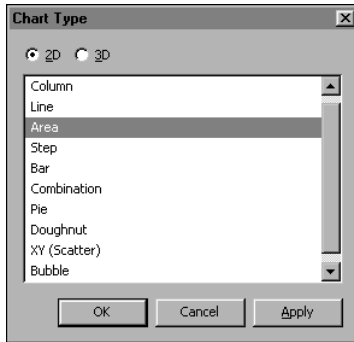 Chart Type
2D 3D
Column
Line
Area
Step
Bar
Combination
Pie
Doughnut
XY (Scatter)
Bubble
OK Cancel Apply